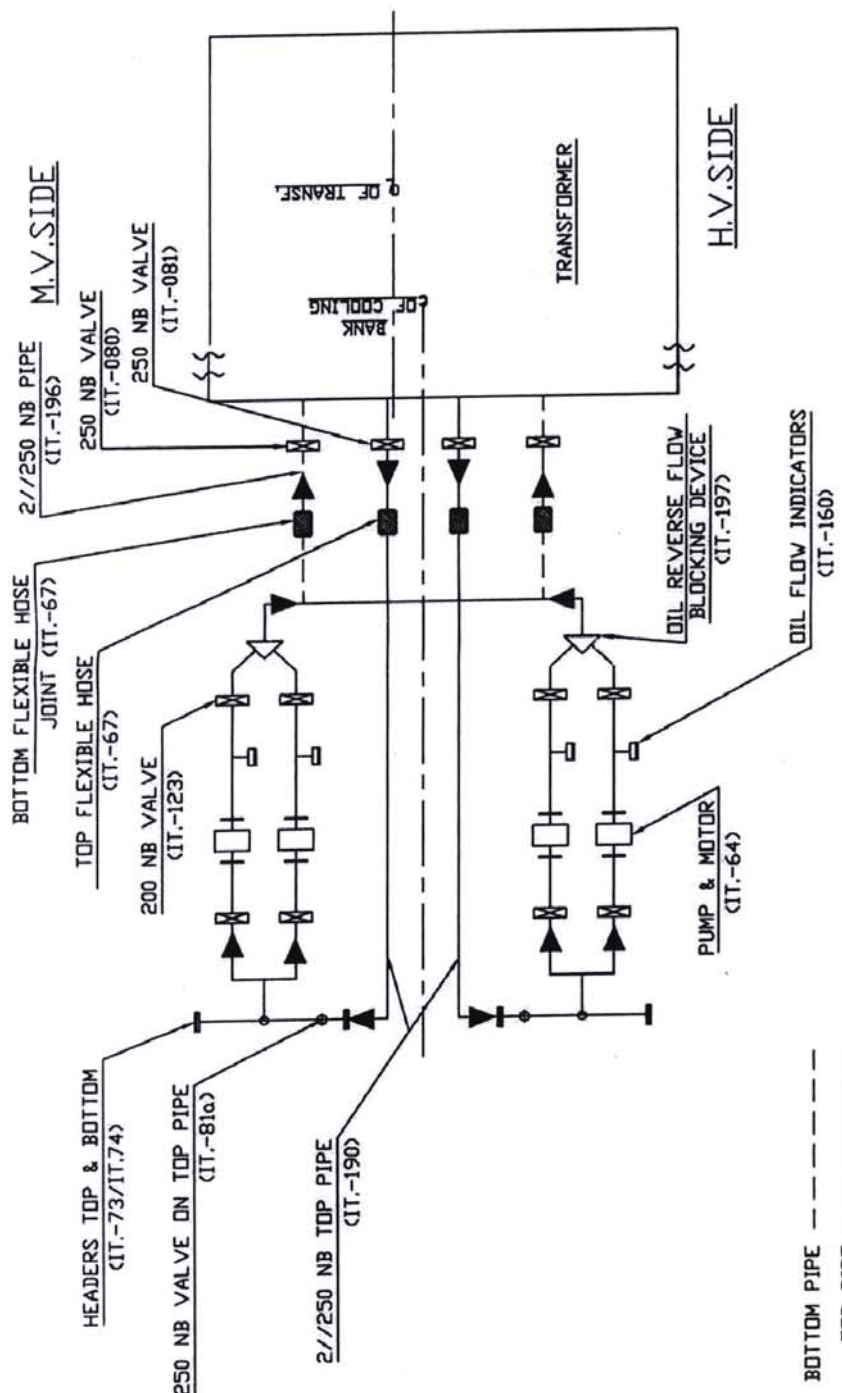 M.V.SIDE
2//250 NB PIPE
(IT.-196)
250 NB VALVE
(IT.-080)
250 NB VALVE
(IT.-081)
BOTTOM FLEXIBLE HOSE
JOINT (IT.-67)
TOP FLEXIBLE HOSE
(IT.-67)
200 NB VALVE
(IT.-123)
HEADERS TOP & BOTTOM
(IT.-73/IT.74)
250 NB VALVE ON TOP PIPE
(IT.-81a)
2//250 NB TOP PIPE
(IT.-190)
OF TRANSF.
OF COOLING
BANK
TRANSFORMER
H.V.SIDE
OIL REVERSE FLOW
BLOCKING DEVICE
(IT.-197)
OIL FLOW INDICATORS
(IT.-160)
PUMP & MOTOR
(IT.-64)
BOTTOM PIPE